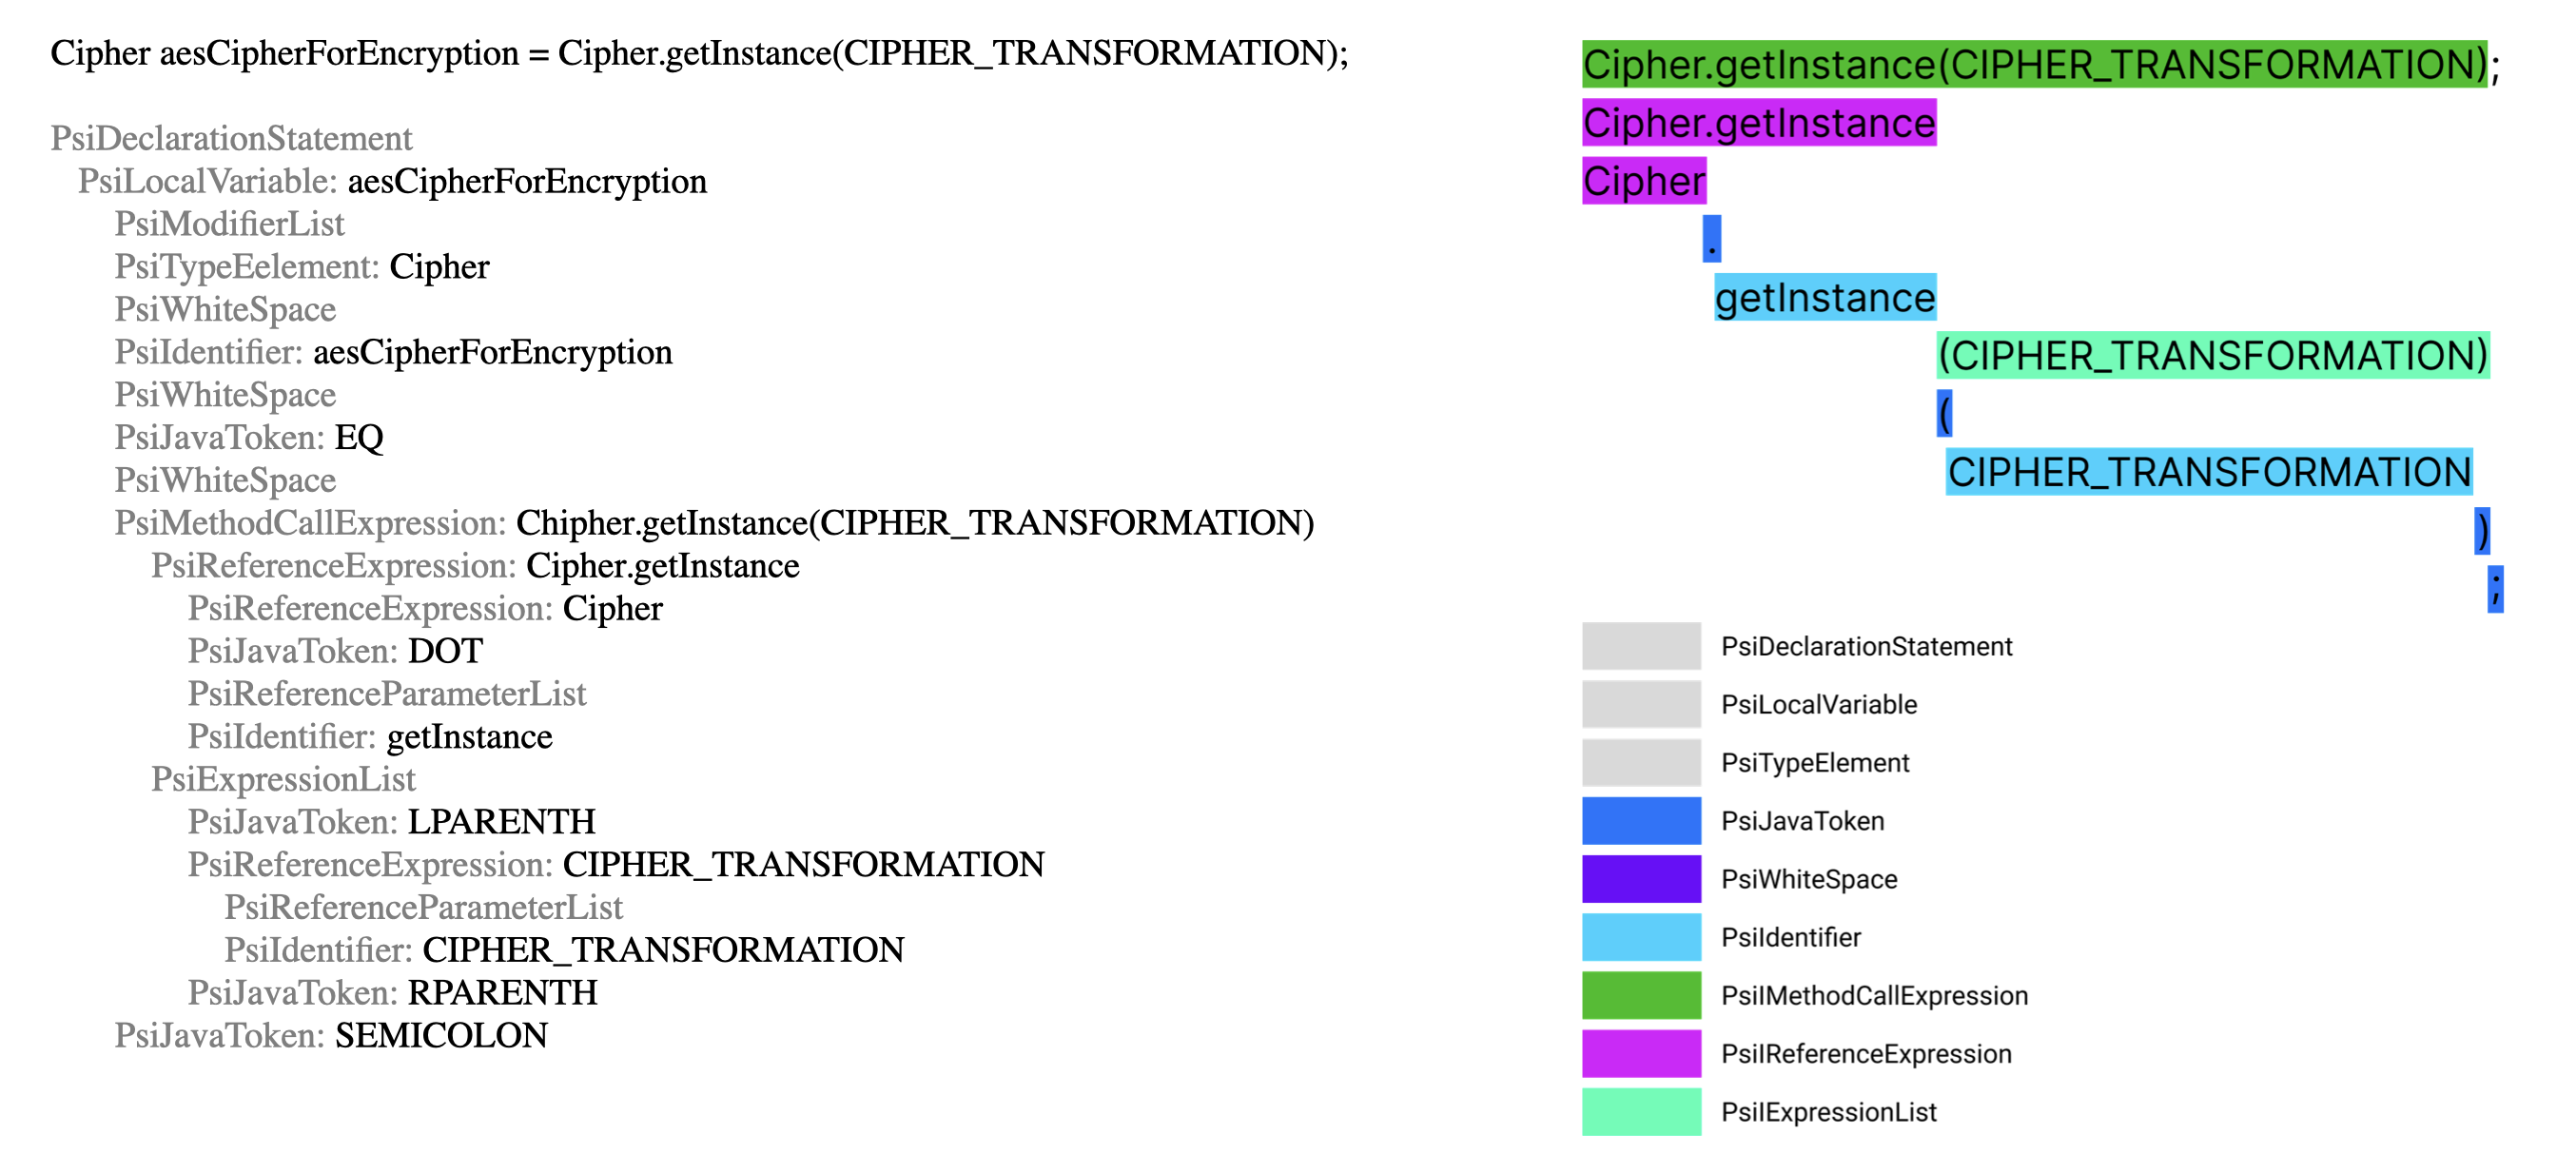 Cipher aesCipherForEncryption = Cipher.getInstance(CIPHER_TRANSFORMATION);
PsiDeclarationStatement
PsiLocalVariable: aesCipherForEncryption
PsiModifierList
PsiTypeEelement: Cipher
PsiWhiteSpace
PsiIdentifier: aesCipherForEncryption
PsiWhiteSpace
PsiJavaToken: EQ
PsiWhiteSpace
PsiMethodCallExpression: Chipher.getInstance(CIPHER_TRANSFORMATION)
PsiReferenceExpression: Cipher.getInstance
PsiReferenceExpression: Cipher
PsiJavaToken: DOT
PsiReferenceParameterList
PsiIdentifier: getInstance
PsiExpressionList
PsiJavaToken: LPARENTH
PsiReferenceExpression: CIPHER_TRANSFORMATION
PsiReferenceParameterList
PsiIdentifier: CIPHER_TRANSFORMATION
PsiJavaToken: RPARENTH
PsiJavaToken: SEMICOLON
Cipher.getInstance(CIPHER_TRANSFORMATION);
Cipher.getInstance
Cipher
.
getInstance
(CIPHER_TRANSFORMATION)
(
CIPHER_TRANSFORMATION
)
;
PsiDeclarationStatement
PsiLocalVariable
PsiTypeElement
PsiJavaToken
PsiWhiteSpace
PsiIdentifier
PsiIMethodCallExpression
PsiIReferenceExpression
PsiIExpressionList